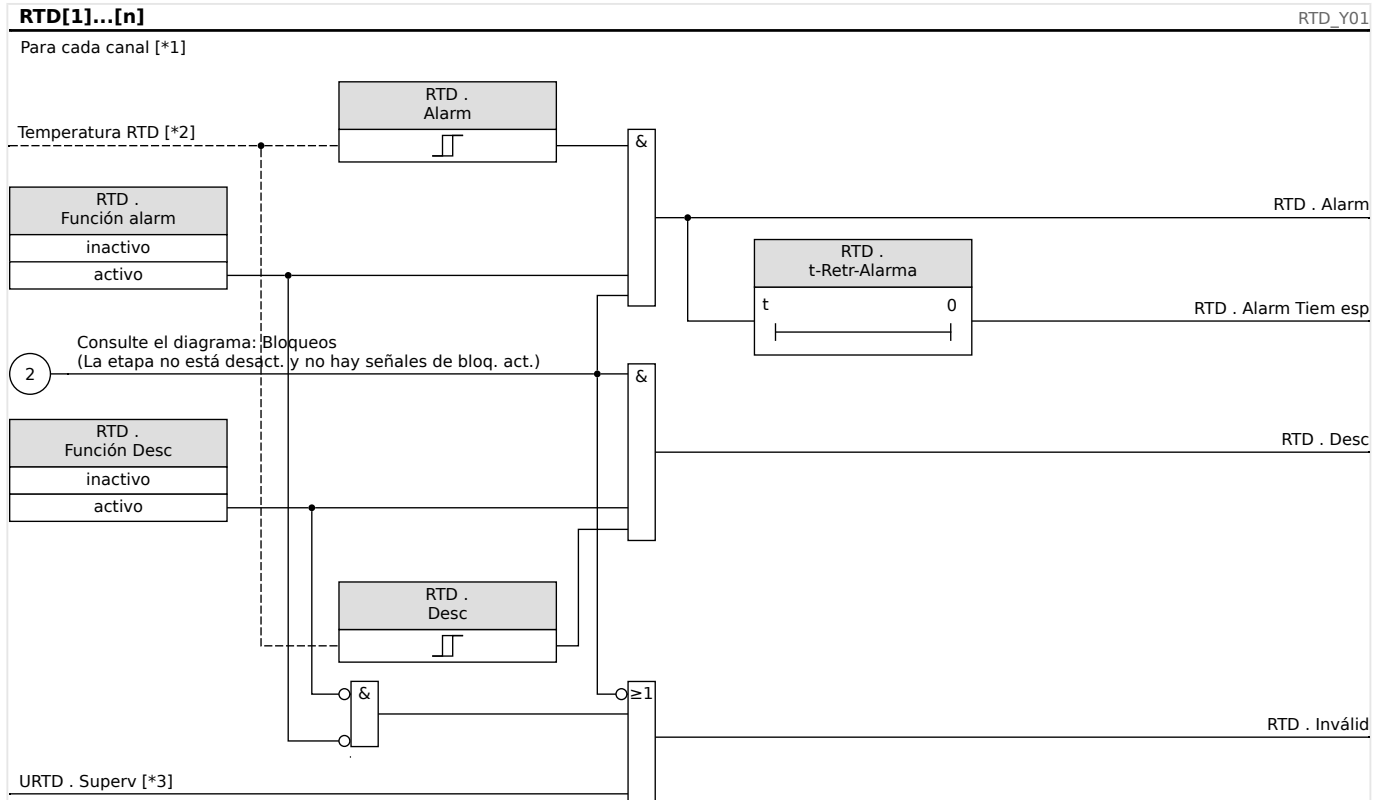 RTD[1]...[n]
RTD_Y01
Para cada canal [*1]
RTD .
Alarm
Temperatura RTD [*2]
&
RTD .
Función alarm
inactivo
activo
RTD . Alarm
RTD .
t-Retr-Alarma
t 0
RTD . Alarm Tiem esp
Consulte el diagrama: Bloqueos
(La etapa no está desact. y no hay señales de bloq. act.)
2
&
RTD .
Función Desc
inactivo
activo
RTD . Desc
RTD .
Desc
&
≥1
RTD . Inválid
URTD . Superv [*3]